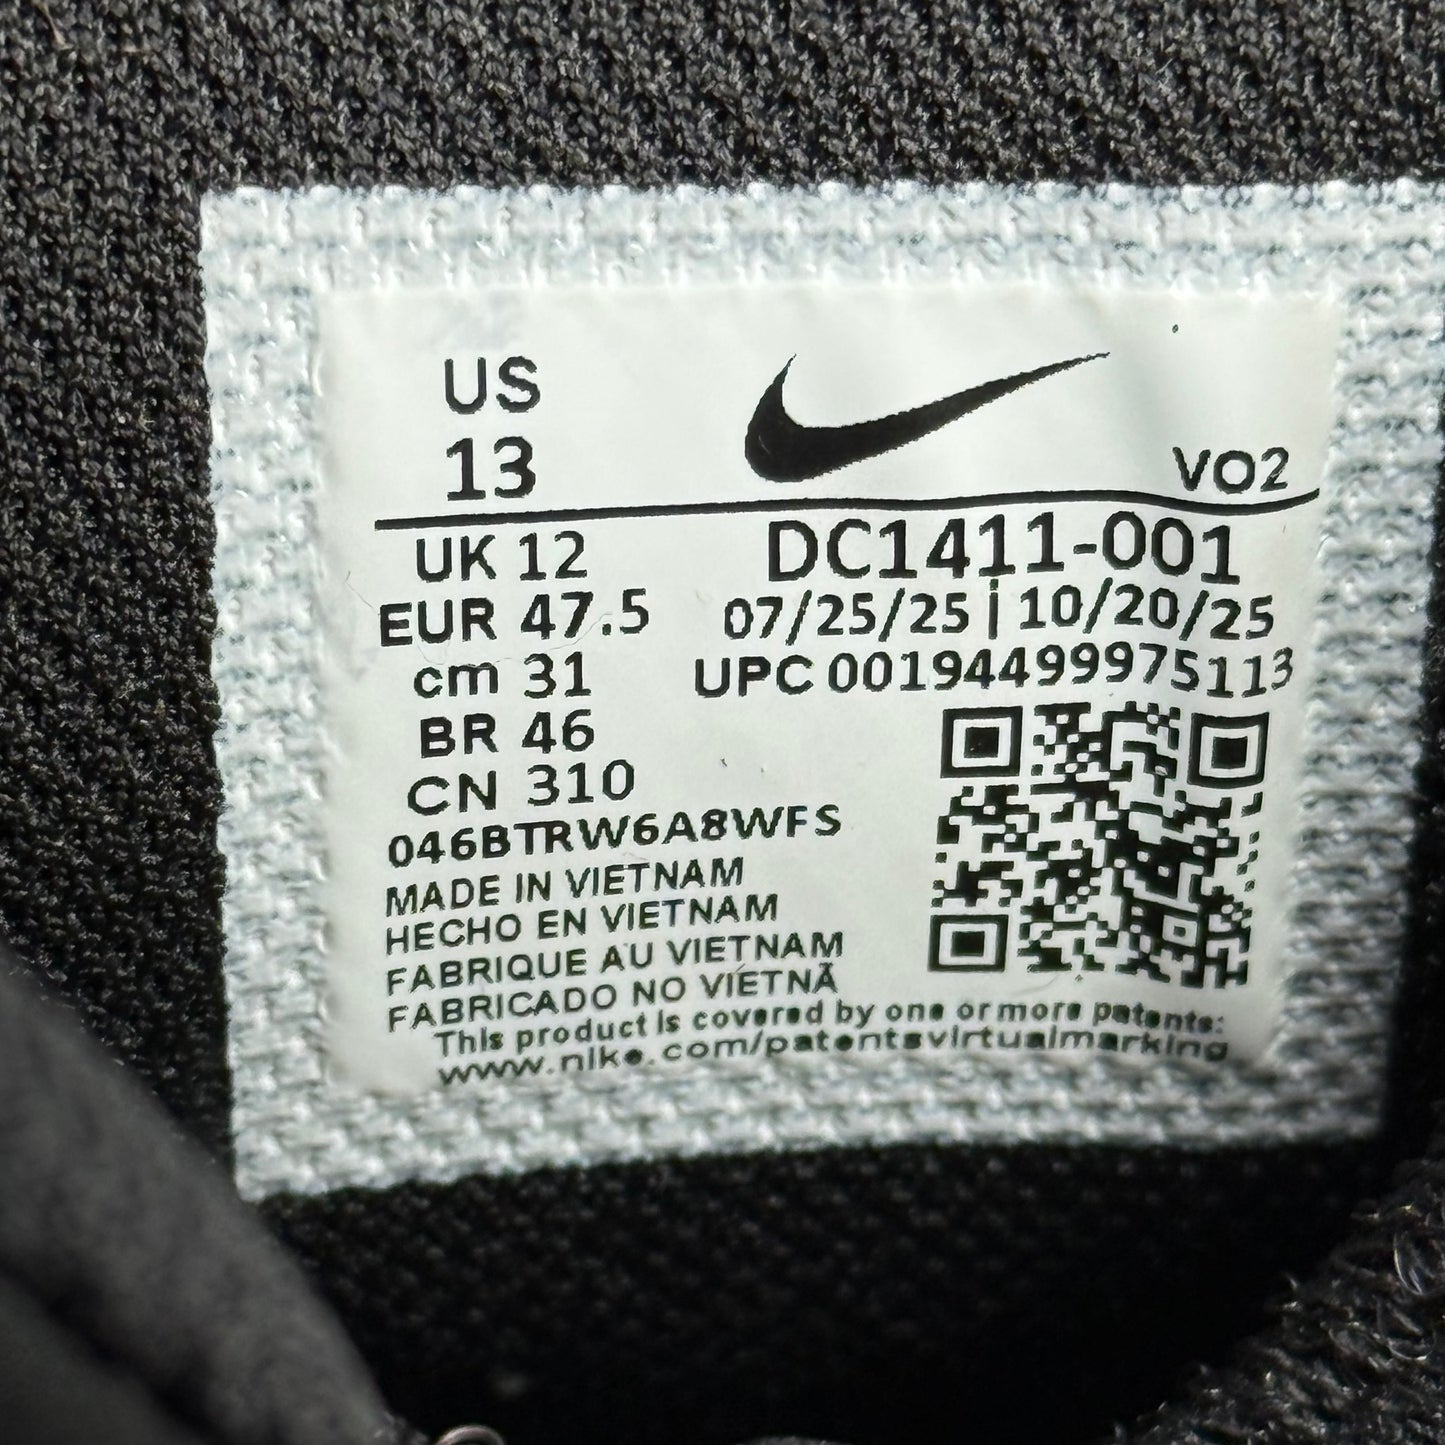 US
13
VO2
UK 12
DC1411-001
EUR 47.5
07/25/25 | 10/20/25
cm 31
UPC 00194499975113
BR 46
CN 310
046BTRW6A8WFS
MADE IN VIETNAM
HECHO EN VIETNAM
FABRIQUE AU VIETNAM
FABRICADO NO VIETNÃ
This product is covered by one or more patents:
www.nike.com/patentsvirtualmarking